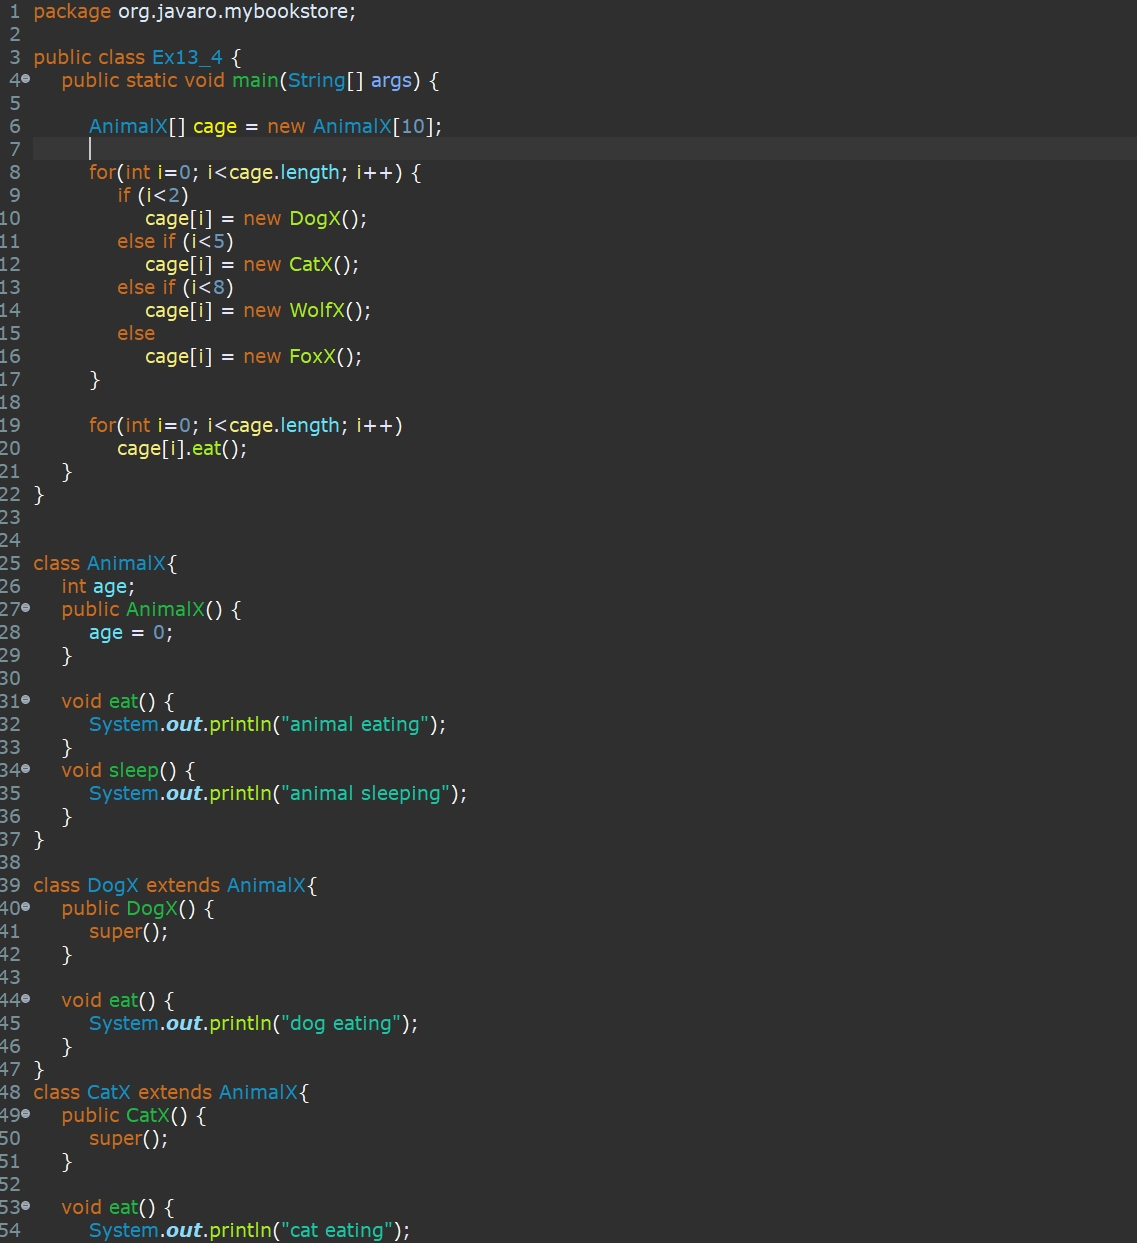 1 package org.javaro.mybookstore;
2
3 public class Ex13_4 {
4 public static void main(String[] args) {
5
6 AnimalX[] cage = new AnimalX[10];
7
8 for(int i=0; i<cage.length; i++) {
9 if (i<2)
10 cage[i] = new DogX();
11 else if (i<5)
12 cage[i] = new CatX();
13 else if (i<8)
14 cage[i] = new WolfX();
15 else
16 cage[i] = new FoxX();
17 }
18
19 for(int i=0; i<cage.length; i++)
20 cage[i].eat();
21 }
22 }
23
24
25 class AnimalX{
26 int age;
27 public AnimalX() {
28 age = 0;
29 }
30
31 void eat() {
32 System.out.println("animal eating");
33 }
34 void sleep() {
35 System.out.println("animal sleeping");
36 }
37 }
38
39 class DogX extends AnimalX{
40 public DogX() {
41 super();
42 }
43
44 void eat() {
45 System.out.println("dog eating");
46 }
47 }
48 class CatX extends AnimalX{
49 public CatX() {
50 super();
51 }
52
53 void eat() {
54 System.out.println("cat eating");